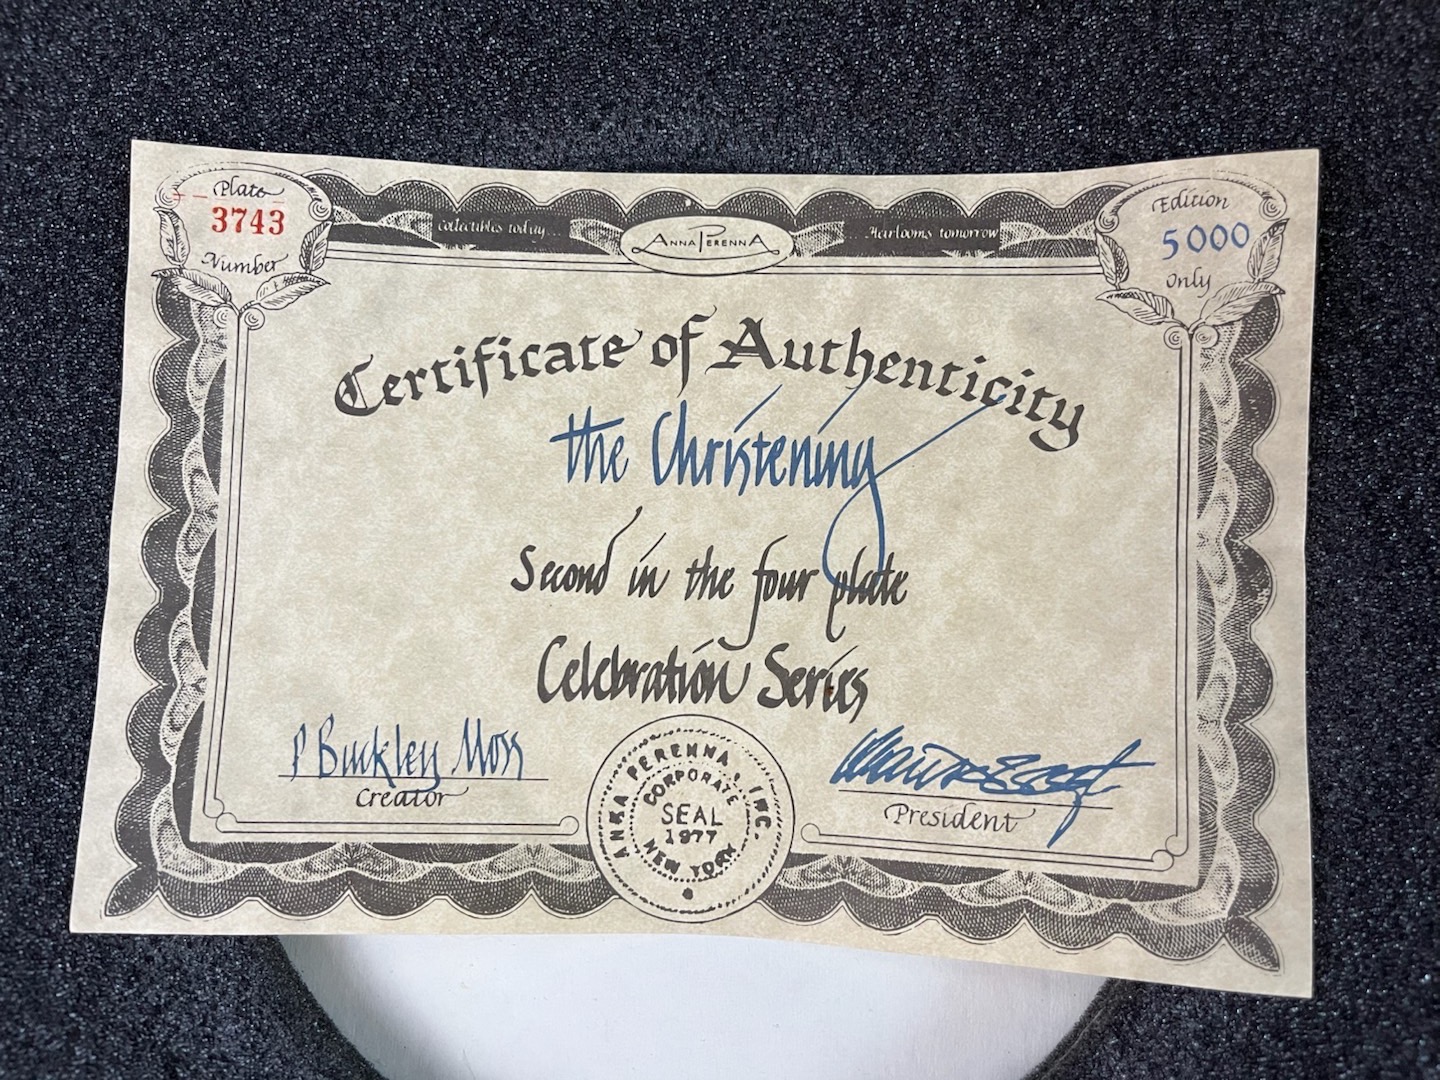 Plate
3743
Number
Collectibles today...
ANNA PERENNA
Heirlooms tomorrow
Edition
5000
Only
Certificate of Authenticity
The Christening
Second in the four plate
Celebration Series
P Buckley Moss
Creator
President
ANNA PERENNA, INC.
CORPORATE
SEAL
1977
NEW YORK